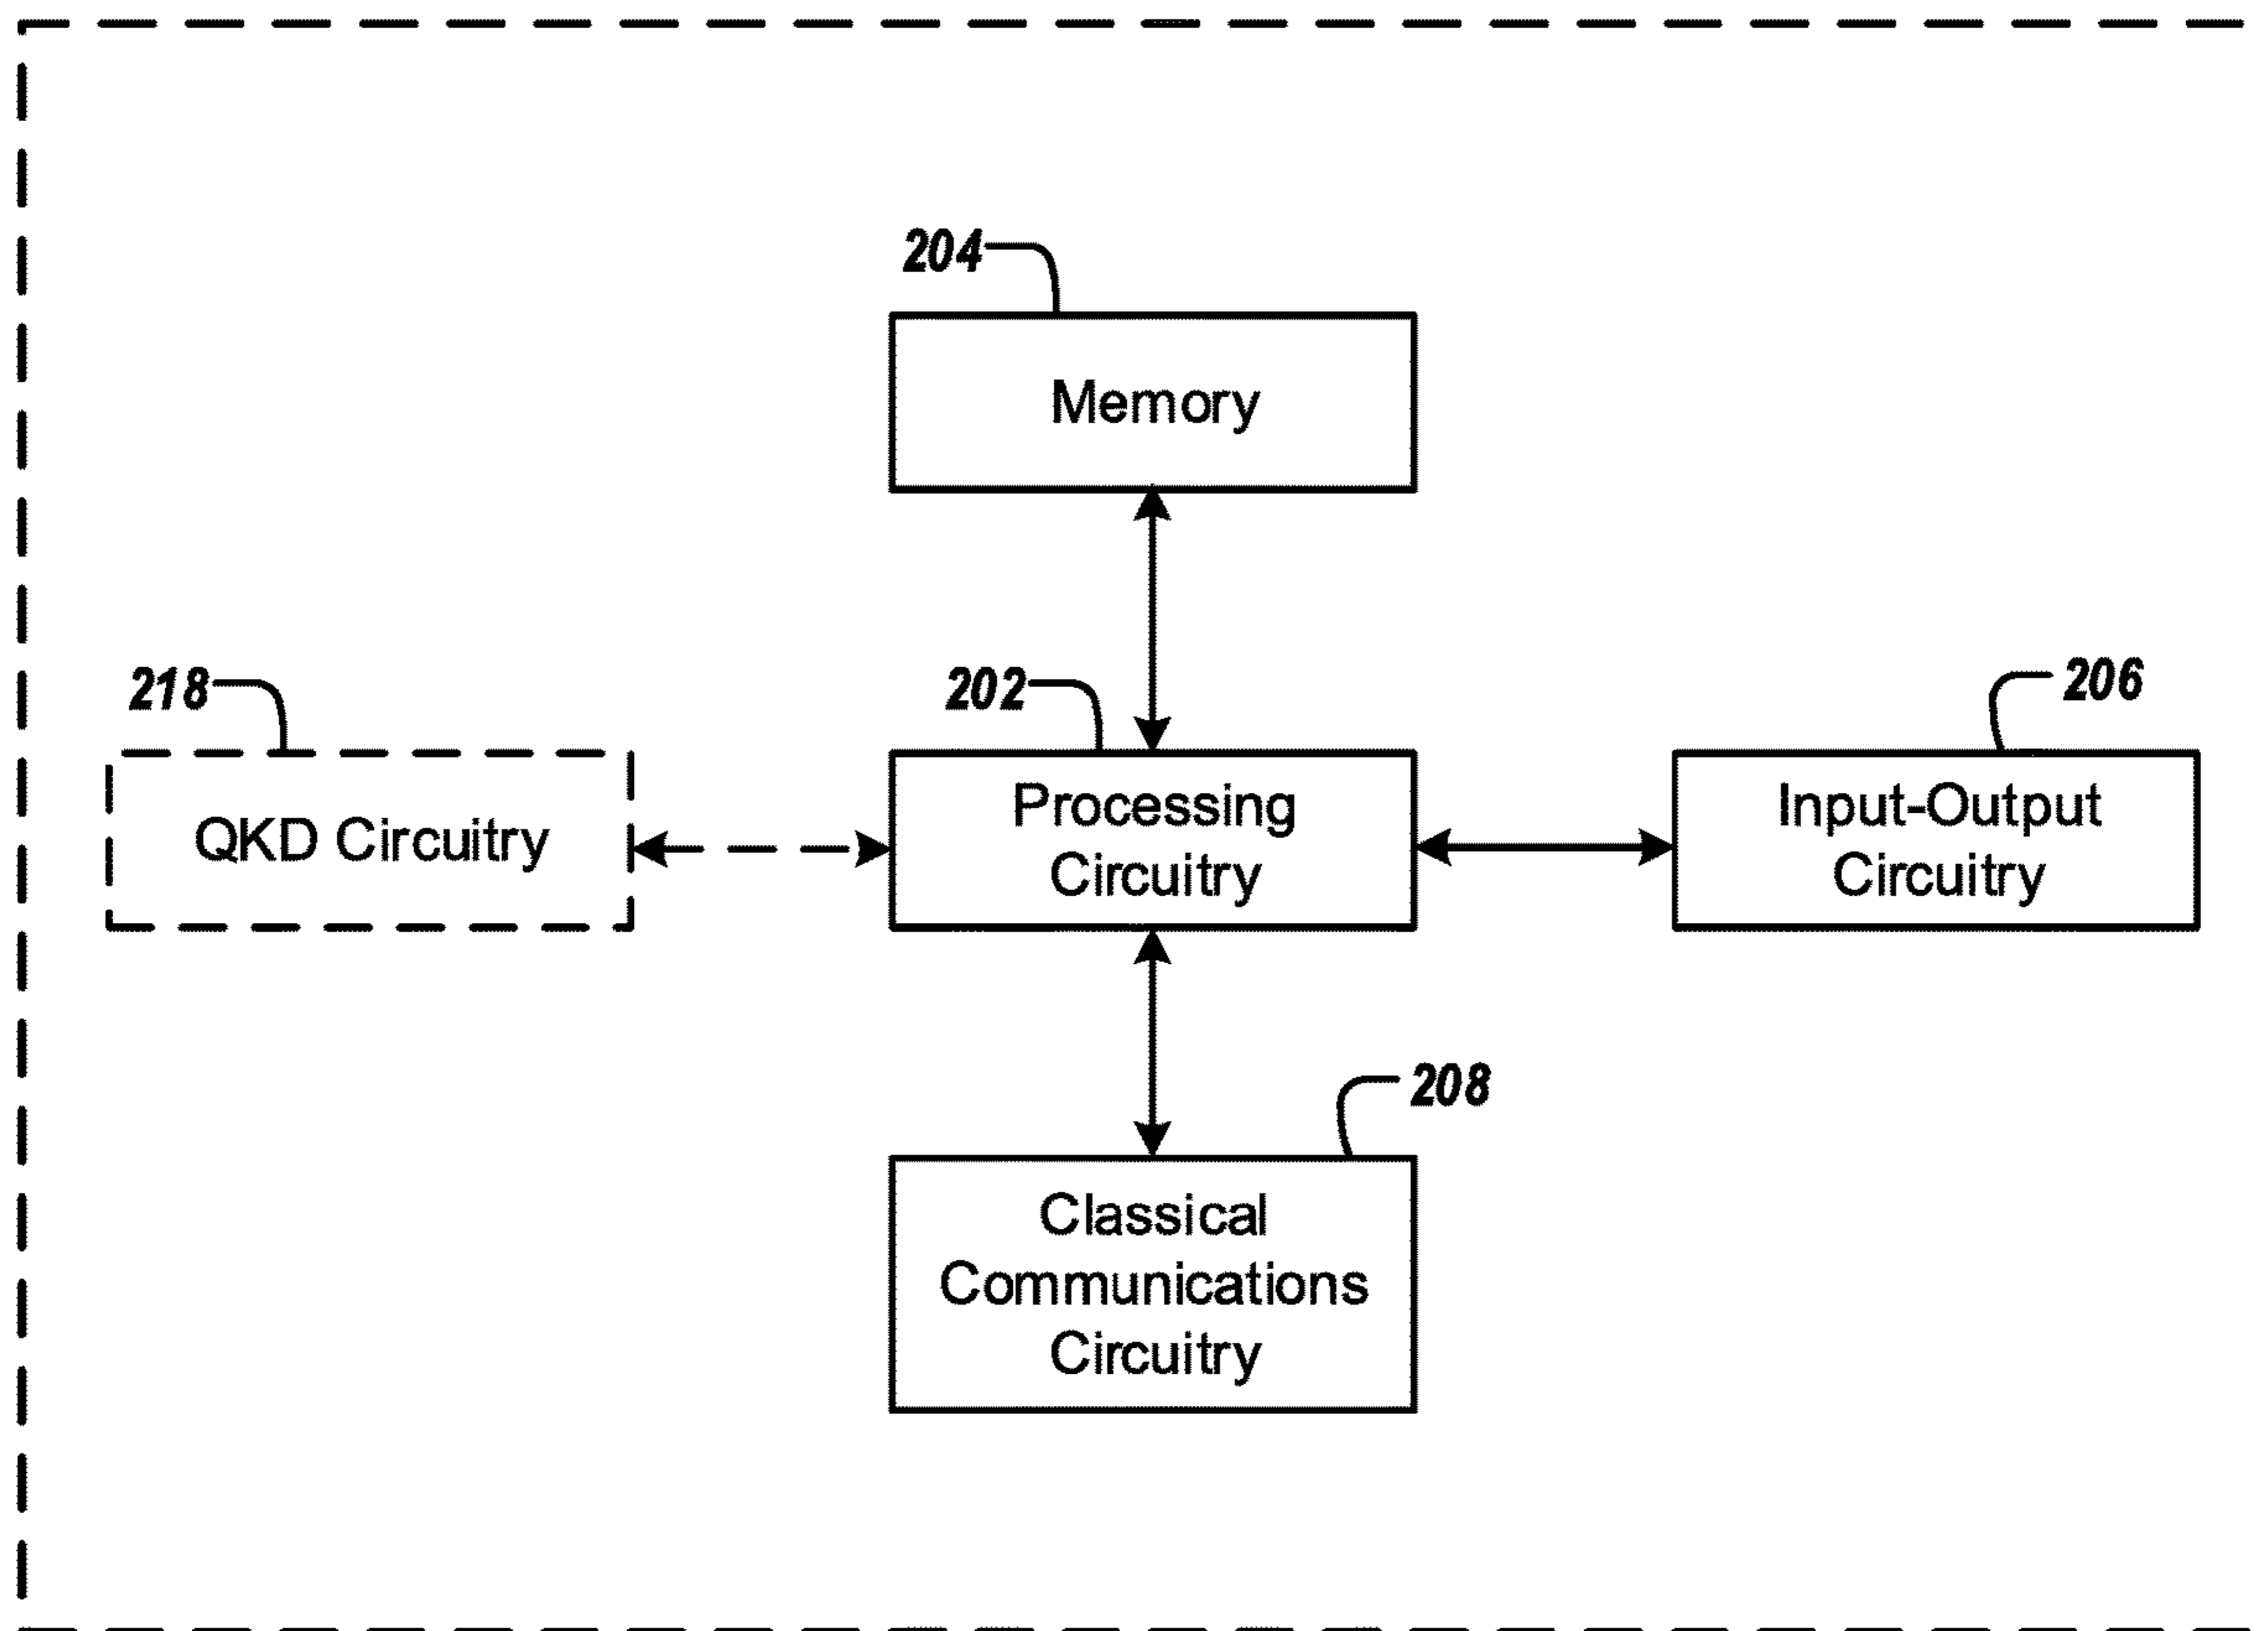 204
Memory
218
202
206
QKD Circuitry
Processing
Circuitry
Input-Output
Circuitry
208
Classical
Communications
Circuitry